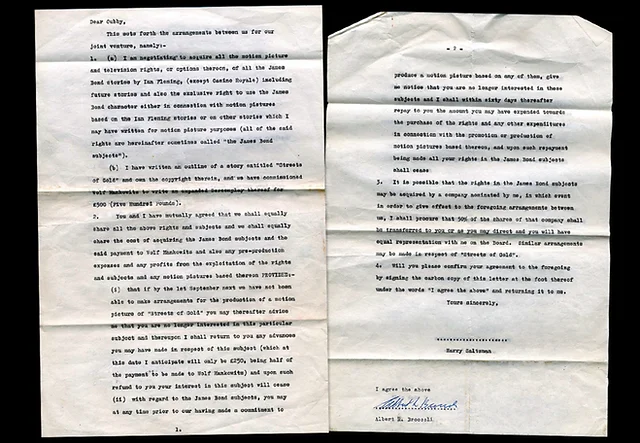 Dear Cubby,
This sets forth the arrangements between us for our
joint venture, namely:-
1. (a) I am negotiating to acquire all the motion picture
and television rights, or options thereon, of all the James
Bond stories by Ian Fleming, (except Casino Royale) including
future stories and also the exclusive right to use the James
Bond character either in connection with motion pictures
based on the Ian Fleming stories or on other stories which I
may have written for motion picture purposes (all of the said
rights are hereinafter sometimes called "the James Bond
subjects").
(b) I have written an outline of a story entitled "Streets
of Gold" and own the copyright therein, and we have commissioned
Wolf Mankowitz to write an expanded screenplay therefor for
£500 (Five Hundred Pounds).
2. You and I have mutually agreed that we shall equally
share all the above rights and subjects and we shall equally
share the cost of acquiring the James Bond subjects and the
said payment to Wolf Mankowitz and also any pre-production
expenses and any profits from the exploitation of the rights
and subjects and any motion pictures based thereon PROVIDED:-
(i) that if by the 1st September next we have not been
able to make arrangements for the production of a motion
picture of "Streets of Gold" you may thereafter advise
me that you are no longer interested in this particular
subject and thereupon I shall return to you any advances
you may have made in respect of this subject (which at
this date I anticipate will only be £250, being half of
the payment to be made to Wolf Mankowitz) and upon such
refund to you your interest in this subject will cease
(ii) with regard to the James Bond subjects, you may
at any time prior to our having made a commitment to
1.
- 2 -
produce a motion picture based on any of them, give
me notice that you are no longer interested in these
subjects and I shall within sixty days thereafter
repay to you the amount you may have expended towards
the purchase of the rights and any other expenditures
in connection with the promotion or production of
motion pictures based thereon, and upon such repayment
being made all your rights in the James Bond subjects
shall cease
3. It is possible that the rights in the James Bond subjects
may be acquired by a company nominated by me, in which event
in order to give effect to the foregoing arrangements between
us, I shall procure that 50% of the shares of that company shall
be transferred to you or as you may direct and you will have
equal representation with me on the Board. Similar arrangements
may be made in respect of "Streets of Gold".
4. Will you please confirm your agreement to the foregoing
by signing the carbon copy of this letter at the foot thereof
under the words "I agree the above" and returning it to me.
Yours sincerely,
Harry Saltzman
I agree the above
Albert R. Broccoli